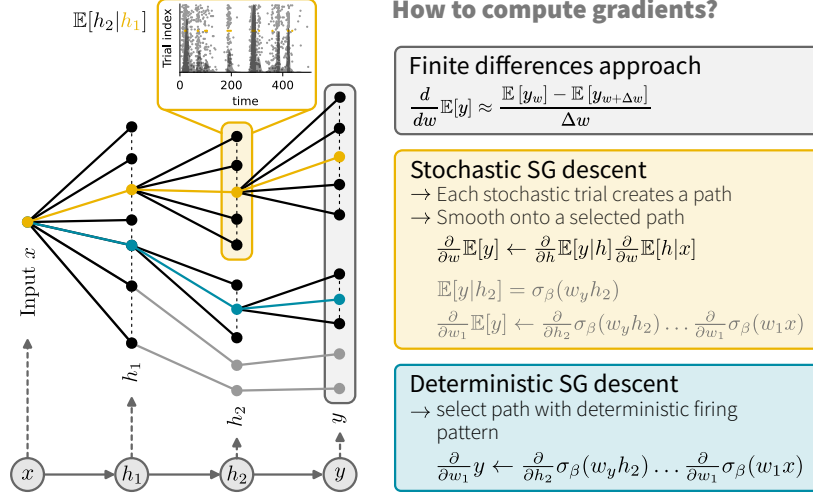 How to compute gradients?
𝔼[h₂|h₁]
Trial index
0 200 400
time
Input x
h₁
h₂
y
x
h₁
h₂
y
Finite differences approach
d/dw 𝔼[y] ≈ (𝔼[y_w] − 𝔼[y_{w+Δw}]) / Δw
Stochastic SG descent
→ Each stochastic trial creates a path
→ Smooth onto a selected path
∂/∂w 𝔼[y] ← ∂/∂h 𝔼[y|h] ∂/∂w 𝔼[h|x]
𝔼[y|h₂] = σ_β(w_y h₂)
∂/∂w₁ 𝔼[y] ← ∂/∂h₂ σ_β(w_y h₂) … ∂/∂w₁ σ_β(w₁x)
Deterministic SG descent
→ select path with deterministic firing
pattern
∂/∂w₁ y ← ∂/∂h₂ σ_β(w_y h₂) … ∂/∂w₁ σ_β(w₁x)